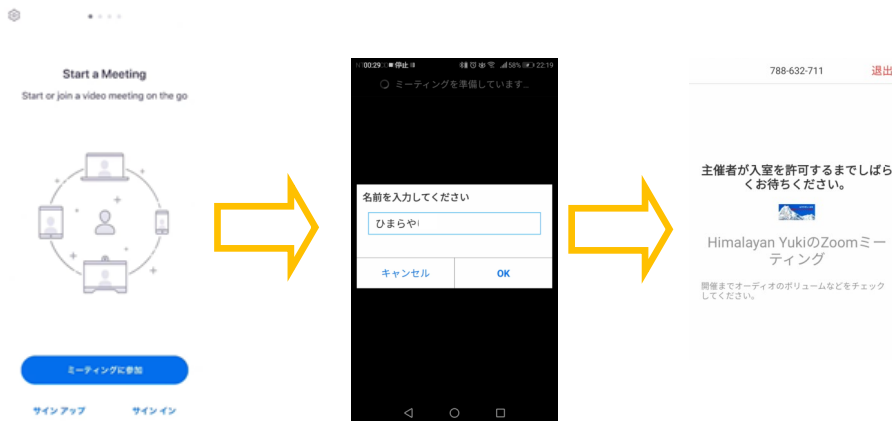 Start a Meeting
Start or join a video meeting on the go
ミーティングに参加
サイン アップ
サイン イン
00:29
停止
58%
22:19
ミーティングを準備しています...
名前を入力してください
ひまらや
キャンセル
OK
788-632-711
退出
主催者が入室を許可するまでしばら
くお待ちください。
Himalayan YukiのZoomミー
ティング
開催までオーディオのボリュームなどをチェック
してください。